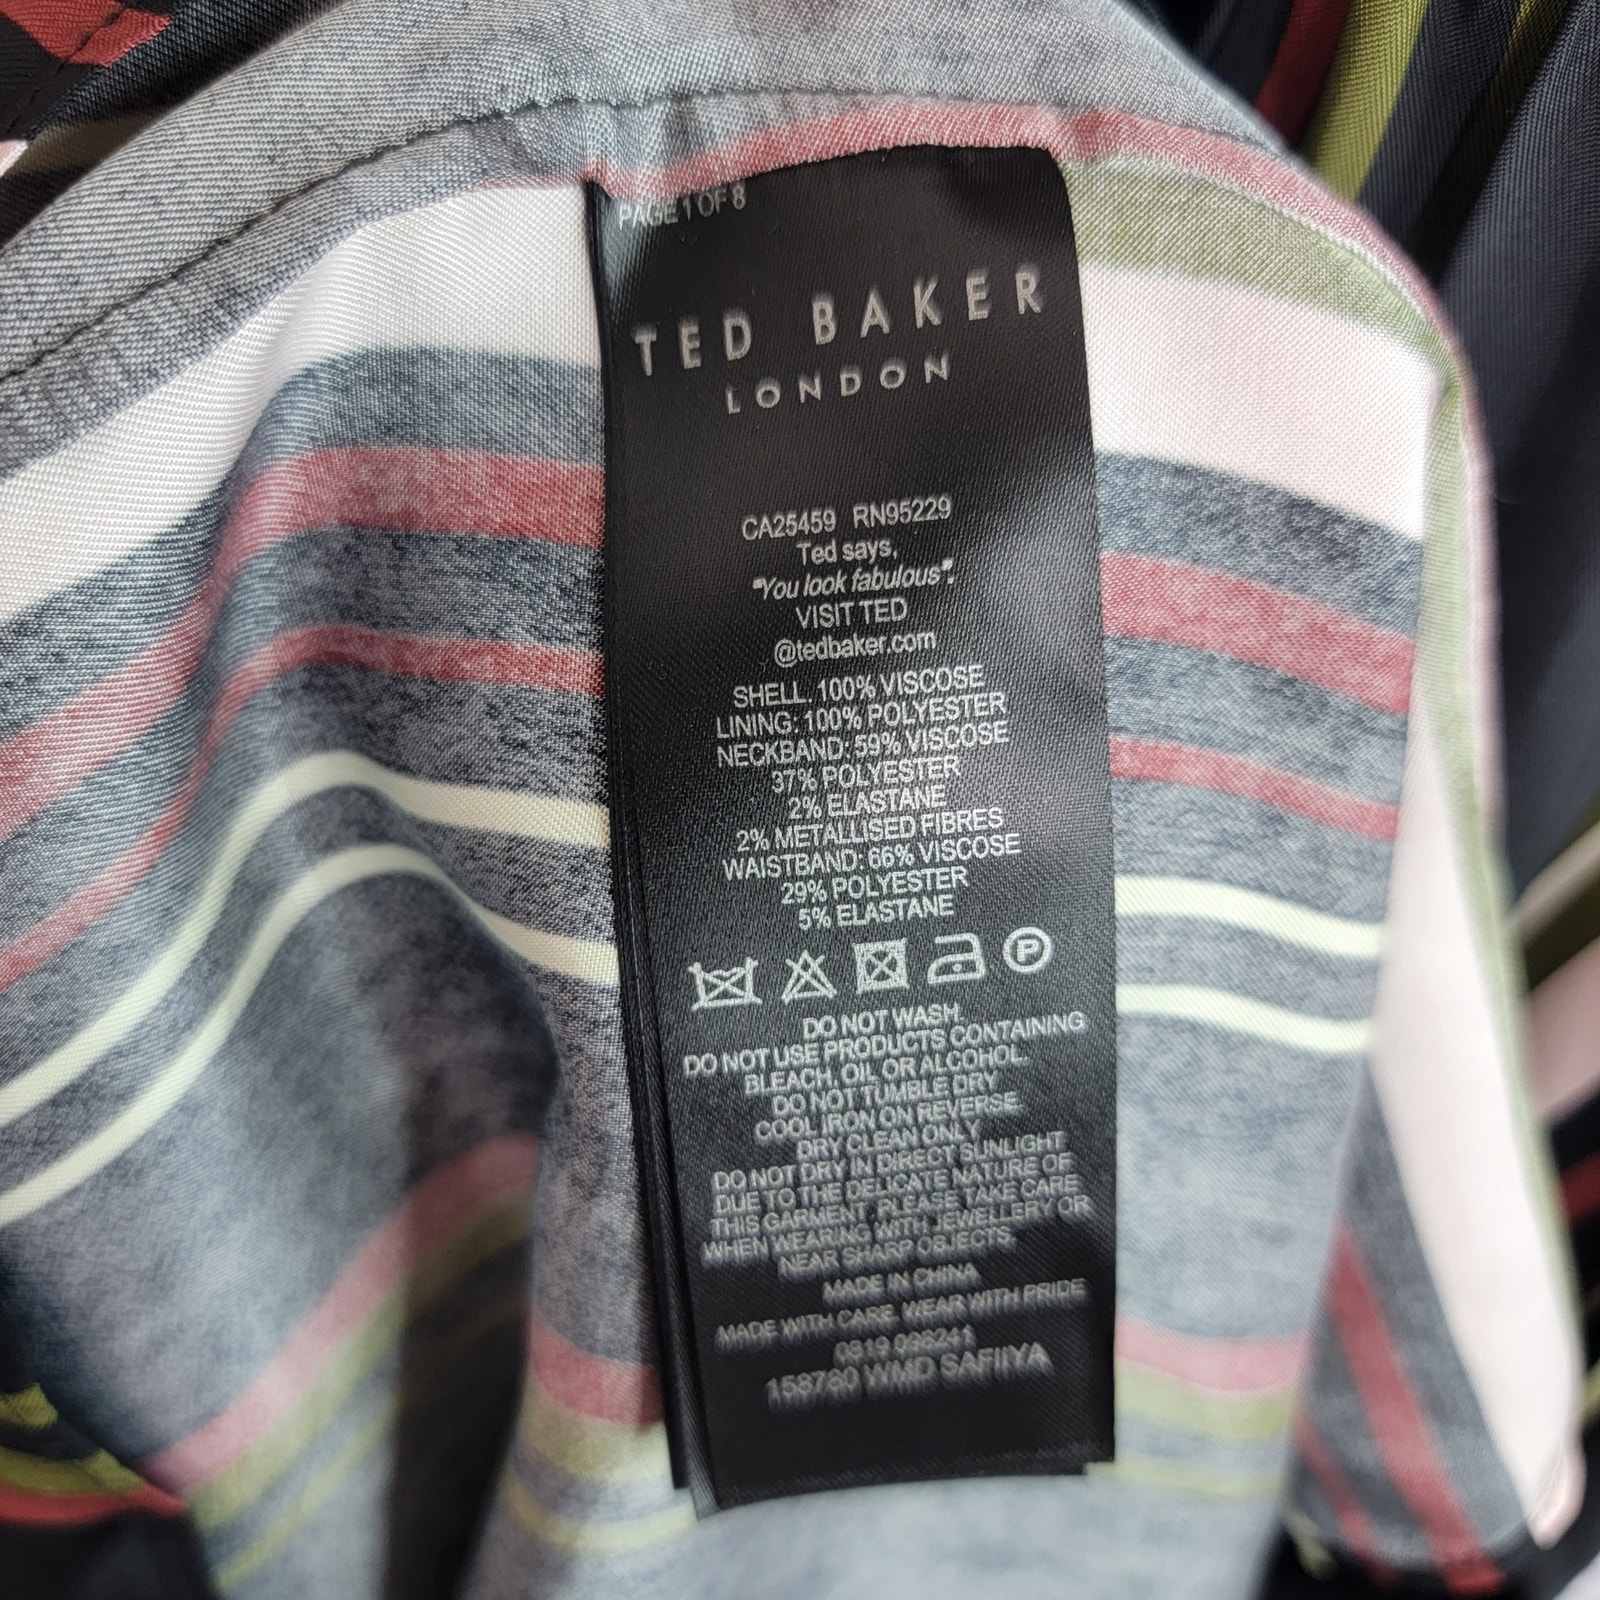 PAGE 1 OF 8
TED BAKER
LONDON
CA25459 RN95229
Ted says,
"You look fabulous".
VISIT TED
@tedbaker.com
SHELL 100% VISCOSE
LINING: 100% POLYESTER
NECKBAND: 59% VISCOSE
37% POLYESTER
2% ELASTANE
2% METALLISED FIBRES
WAISTBAND: 66% VISCOSE
29% POLYESTER
5% ELASTANE
P
DO NOT WASH
DO NOT USE PRODUCTS CONTAINING
BLEACH, OIL OR ALCOHOL.
DO NOT TUMBLE DRY
COOL IRON ON REVERSE
DRY CLEAN ONLY
DO NOT DRY IN DIRECT SUNLIGHT
DUE TO THE DELICATE NATURE OF
THIS GARMENT, PLEASE TAKE CARE
WHEN WEARING WITH JEWELLERY OR
NEAR SHARP OBJECTS.
MADE IN CHINA
MADE WITH CARE. WEAR WITH PRIDE
0819 096241
158780 WMD SAFIIYA